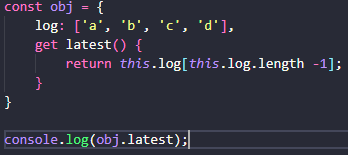 const obj = {
    log: ['a', 'b', 'c', 'd'],
    get latest() {
        return this.log[this.log.length -1];
    }
}

console.log(obj.latest);